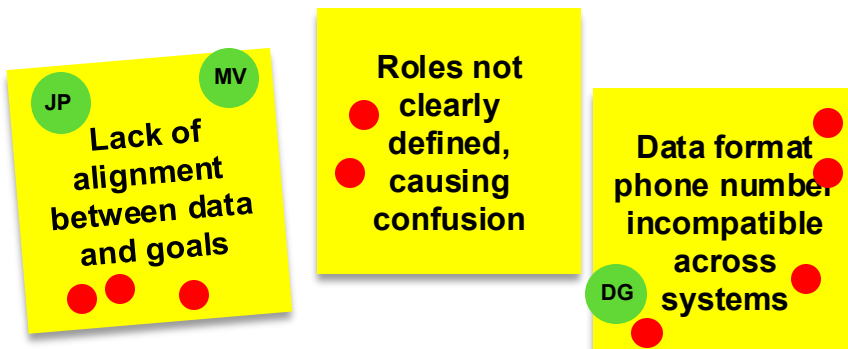 JP
MV
Lack of
alignment
between data
and goals
Roles not
clearly
defined,
causing
confusion
Data format
phone number
incompatible
across
systems
DG